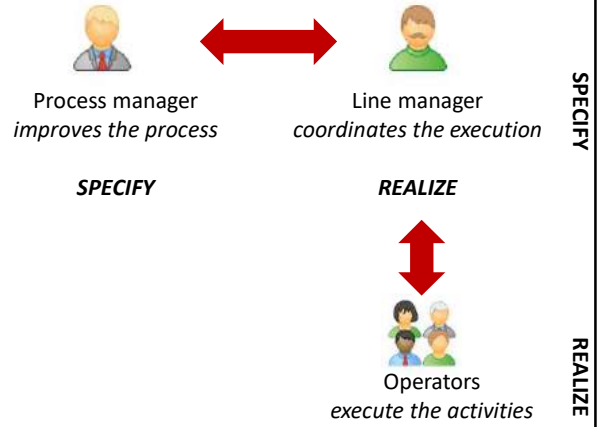 Process manager
improves the process
Line manager
coordinates the execution
SPECIFY
REALIZE
Operators
execute the activities
SPECIFY
REALIZE